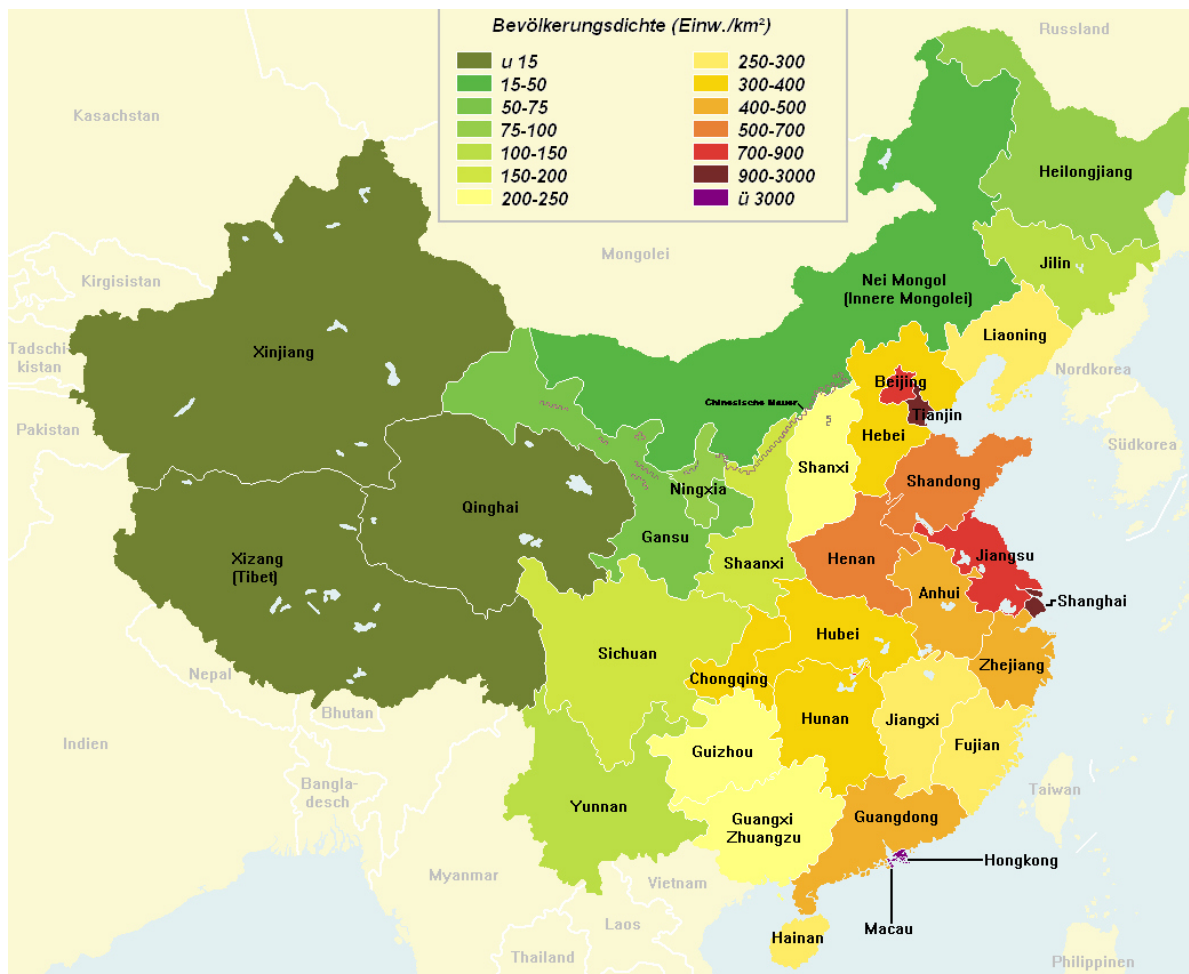 Bevölkerungsdichte (Einw./km²)
u 15
15-50
50-75
75-100
100-150
150-200
200-250
250-300
300-400
400-500
500-700
700-900
900-3000
ü 3000
Russland
Kasachstan
Heilongjiang
Mongolei
Jilin
Kirgisistan
Nei Mongol
(Innere Mongolei)
Liaoning
Tadschi
kistan
Xinjiang
Nordkorea
Beijing
Chinesische Mauer
Tianjin
Pakistan
Hebei
Südkorea
Shanxi
Shandong
Ningxia
Qinghai
Gansu
Henan
Jiangsu
Xizang
(Tibet)
Shaanxi
Anhui
Shanghai
Hubei
Sichuan
Zhejiang
Nepal
Chongqing
Bhutan
Hunan
Jiangxi
Indien
Guizhou
Fujian
Bangla-
desch
Taiwan
Yunnan
Guangxi
Zhuangzu
Guangdong
Hongkong
Myanmar
Vietnam
Laos
Macau
Hainan
Thailand
Philippinen